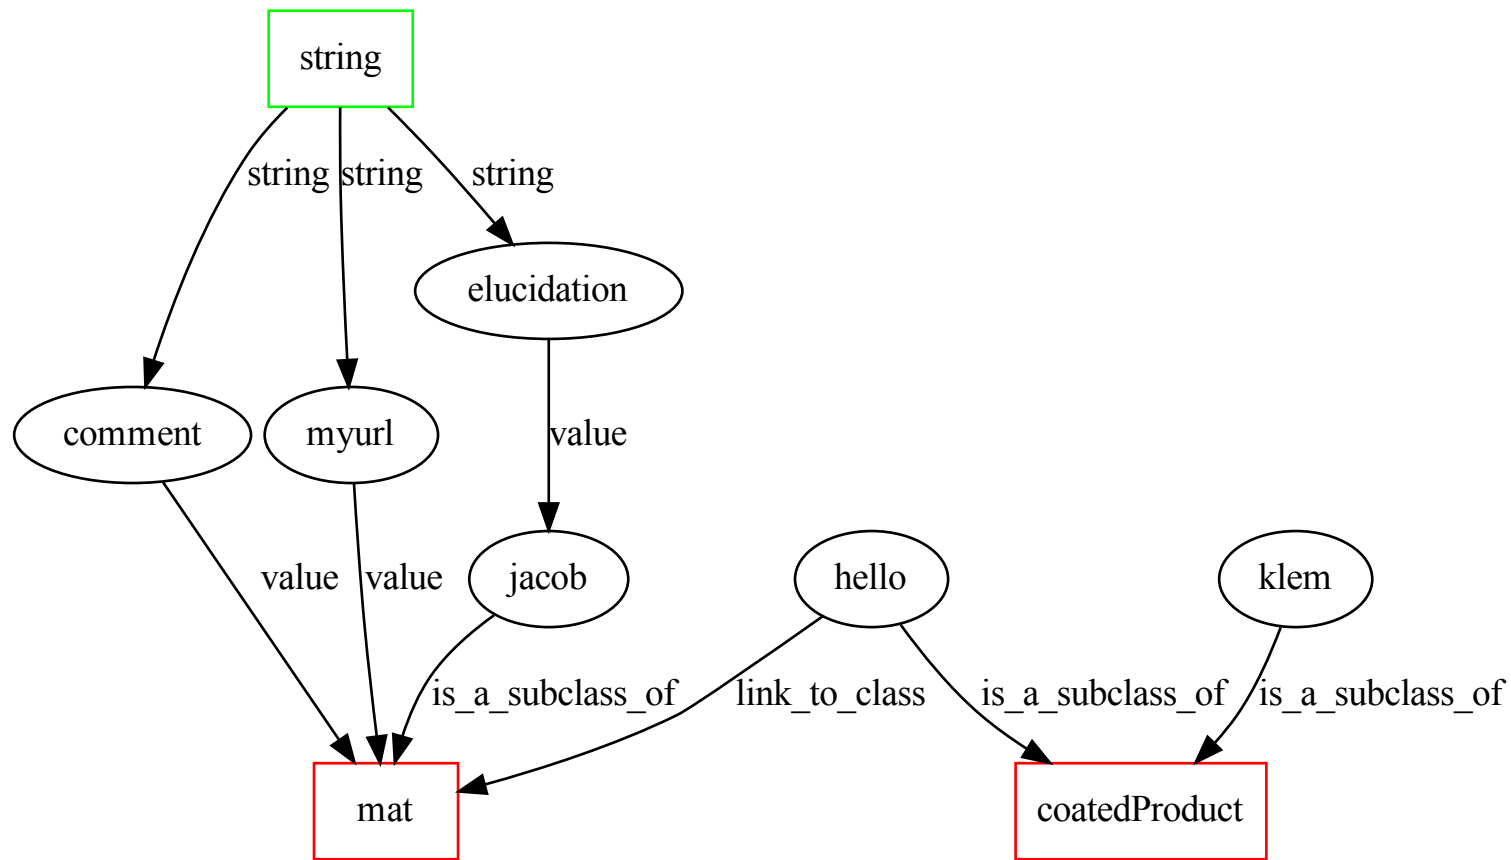 string
string
string
string
elucidation
comment
myurl
value
value
value
jacob
hello
klem
is_a_subclass_of
link_to_class
is_a_subclass_of
is_a_subclass_of
mat
coatedProduct